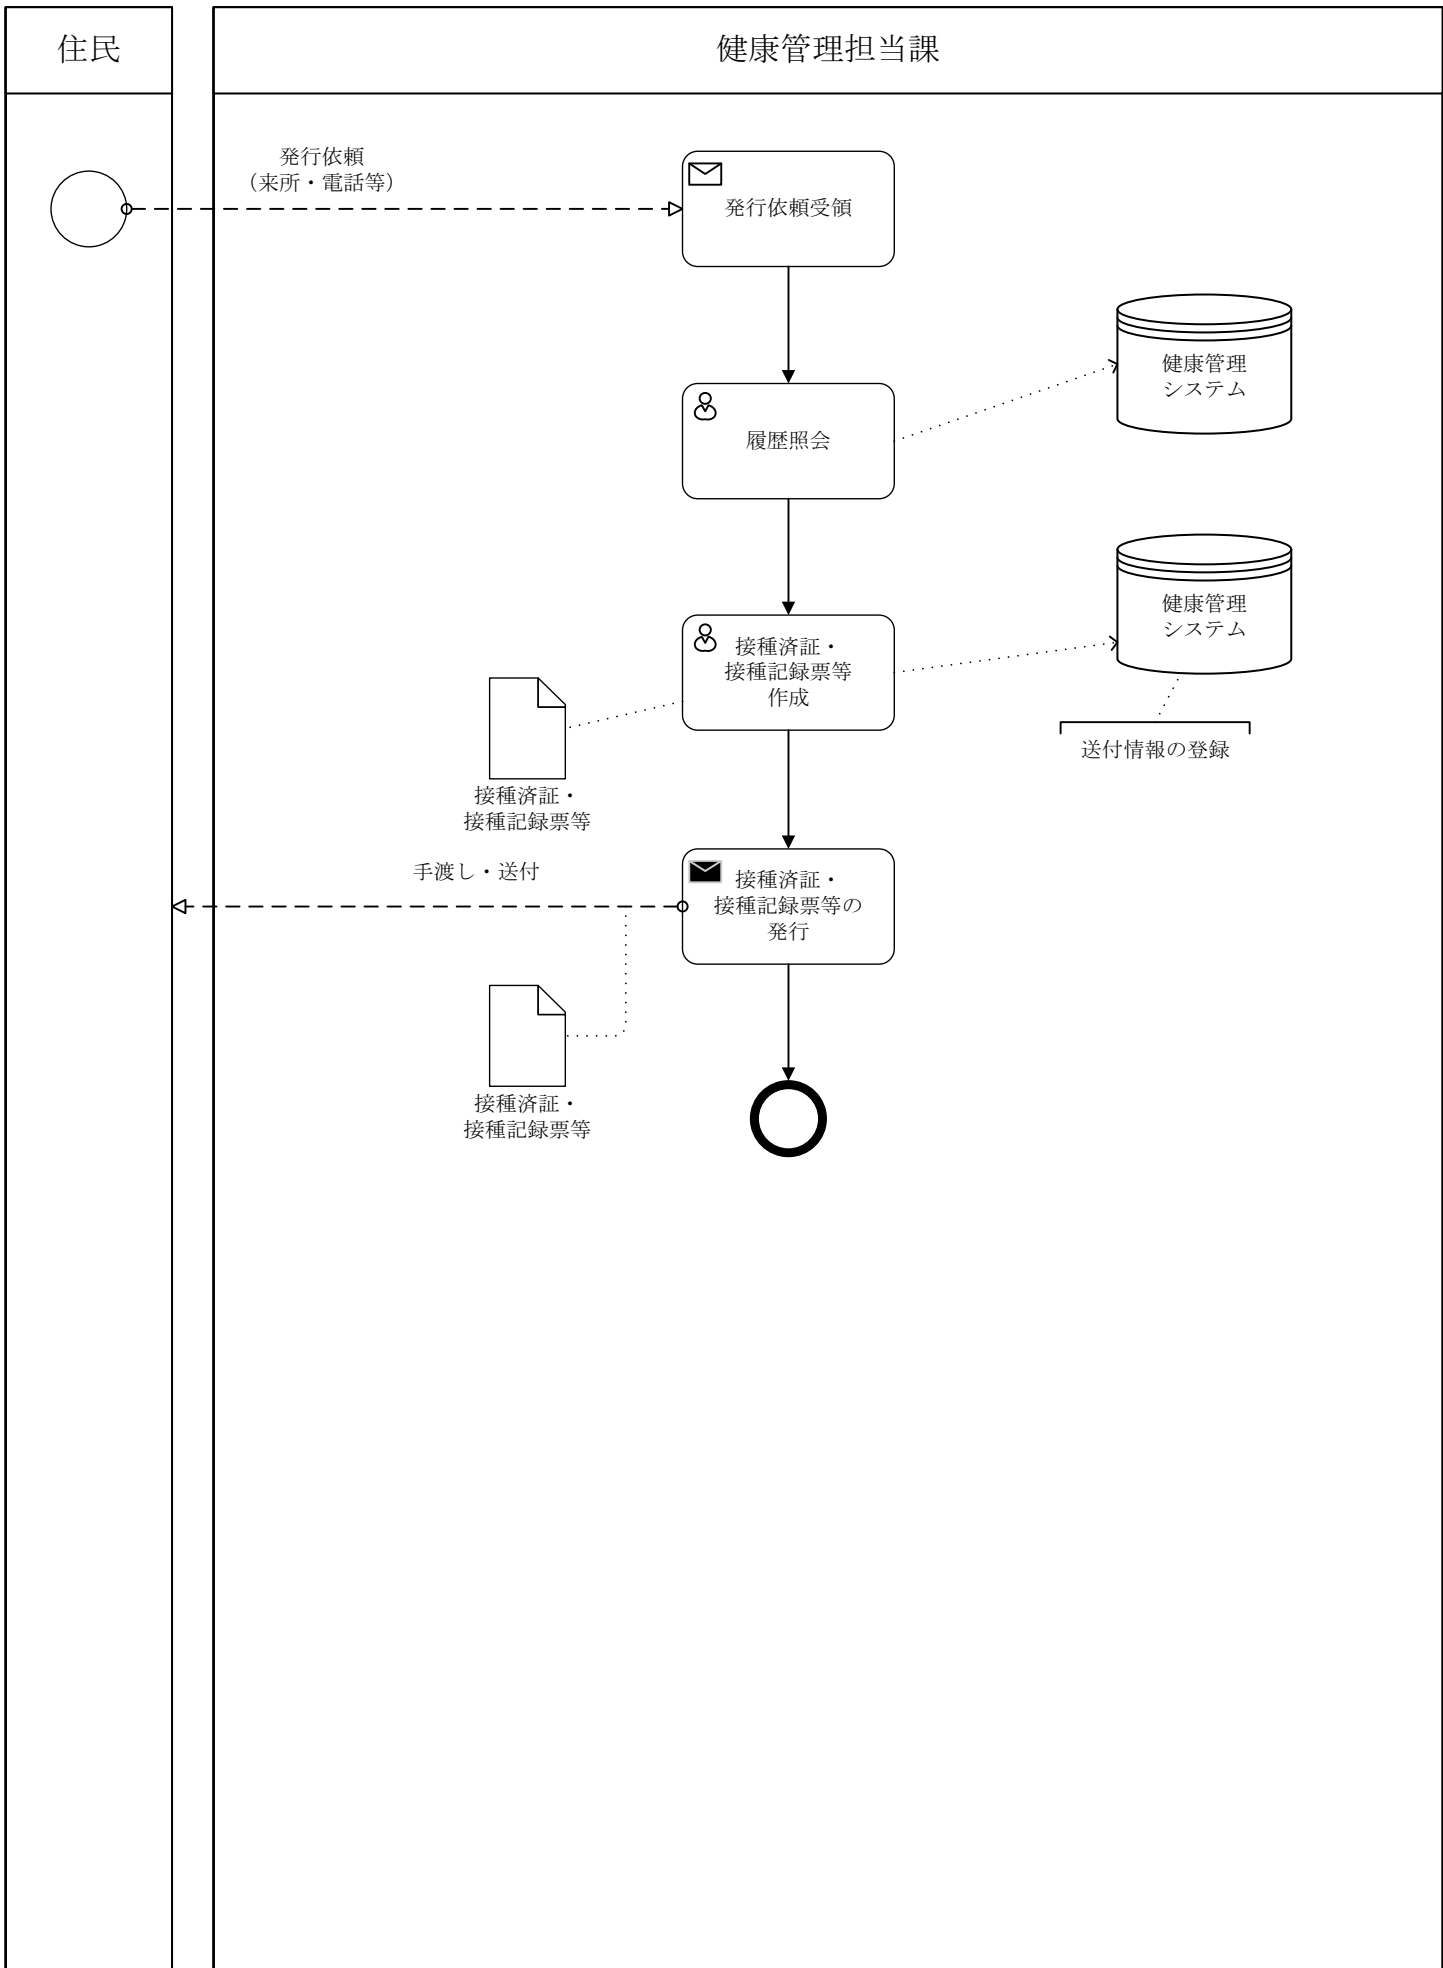 住民
健康管理担当課
発行依頼
（来所・電話等）
発行依頼受領
健康管理
システム
履歴照会
健康管理
システム
接種済証・
接種記録票等
作成
送付情報の登録
接種済証・
接種記録票等
手渡し・送付
接種済証・
接種記録票等の
発行
接種済証・
接種記録票等